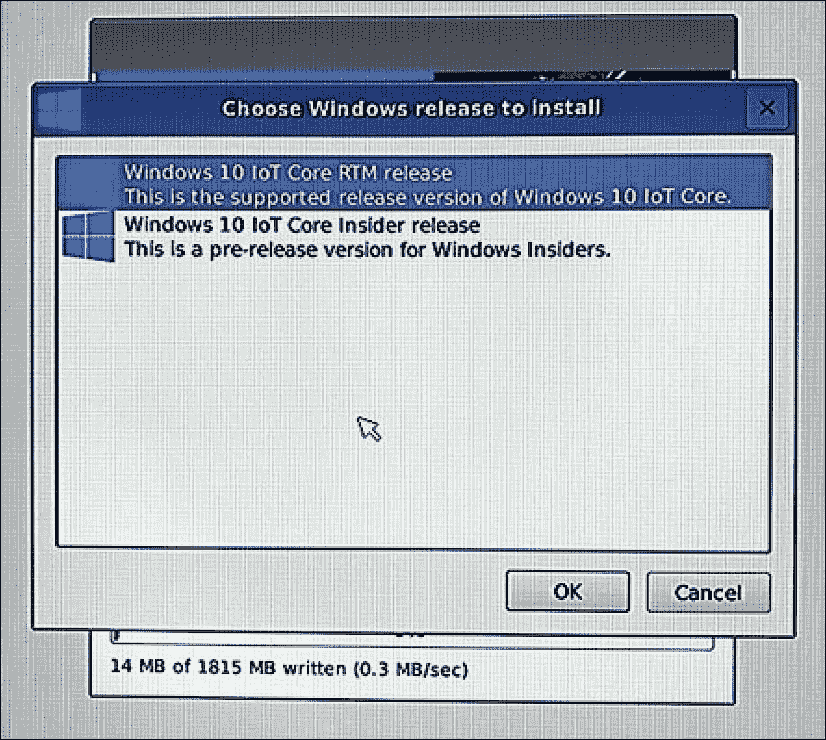 Choose Windows release to install
Windows 10 IoT Core RTM release
This is the supported release version of Windows 10 IoT Core.
Windows 10 IoT Core Insider release
This is a pre-release version for Windows Insiders.
OK
Cancel
14 MB of 1815 MB written (0.3 MB/sec)